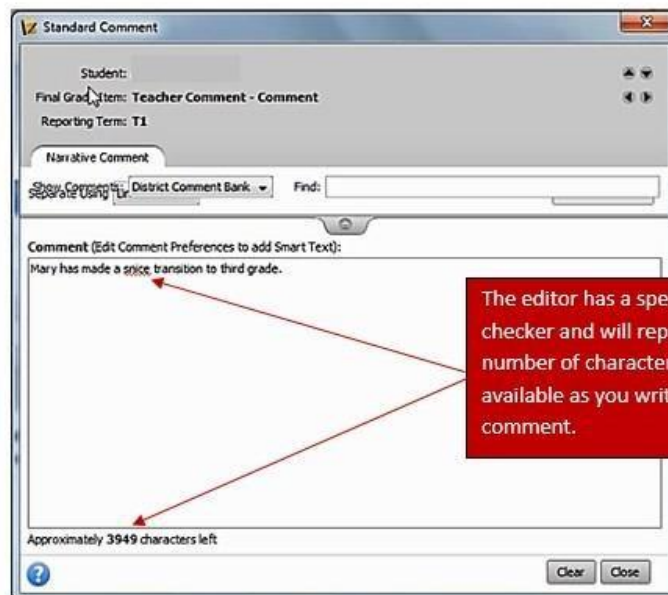 Standard Comment
Student:
Final Grade Item: Teacher Comment - Comment
Reporting Term: T1
Narrative Comment
Show Comments: District Comment Bank Find:
Separate Using
Comment (Edit Comment Preferences to add Smart Text):
Mary has made a snice transition to third grade.
The editor has a spe
checker and will rep
number of character
available as you writ
comment.
Approximately 3949 characters left
Clear Close